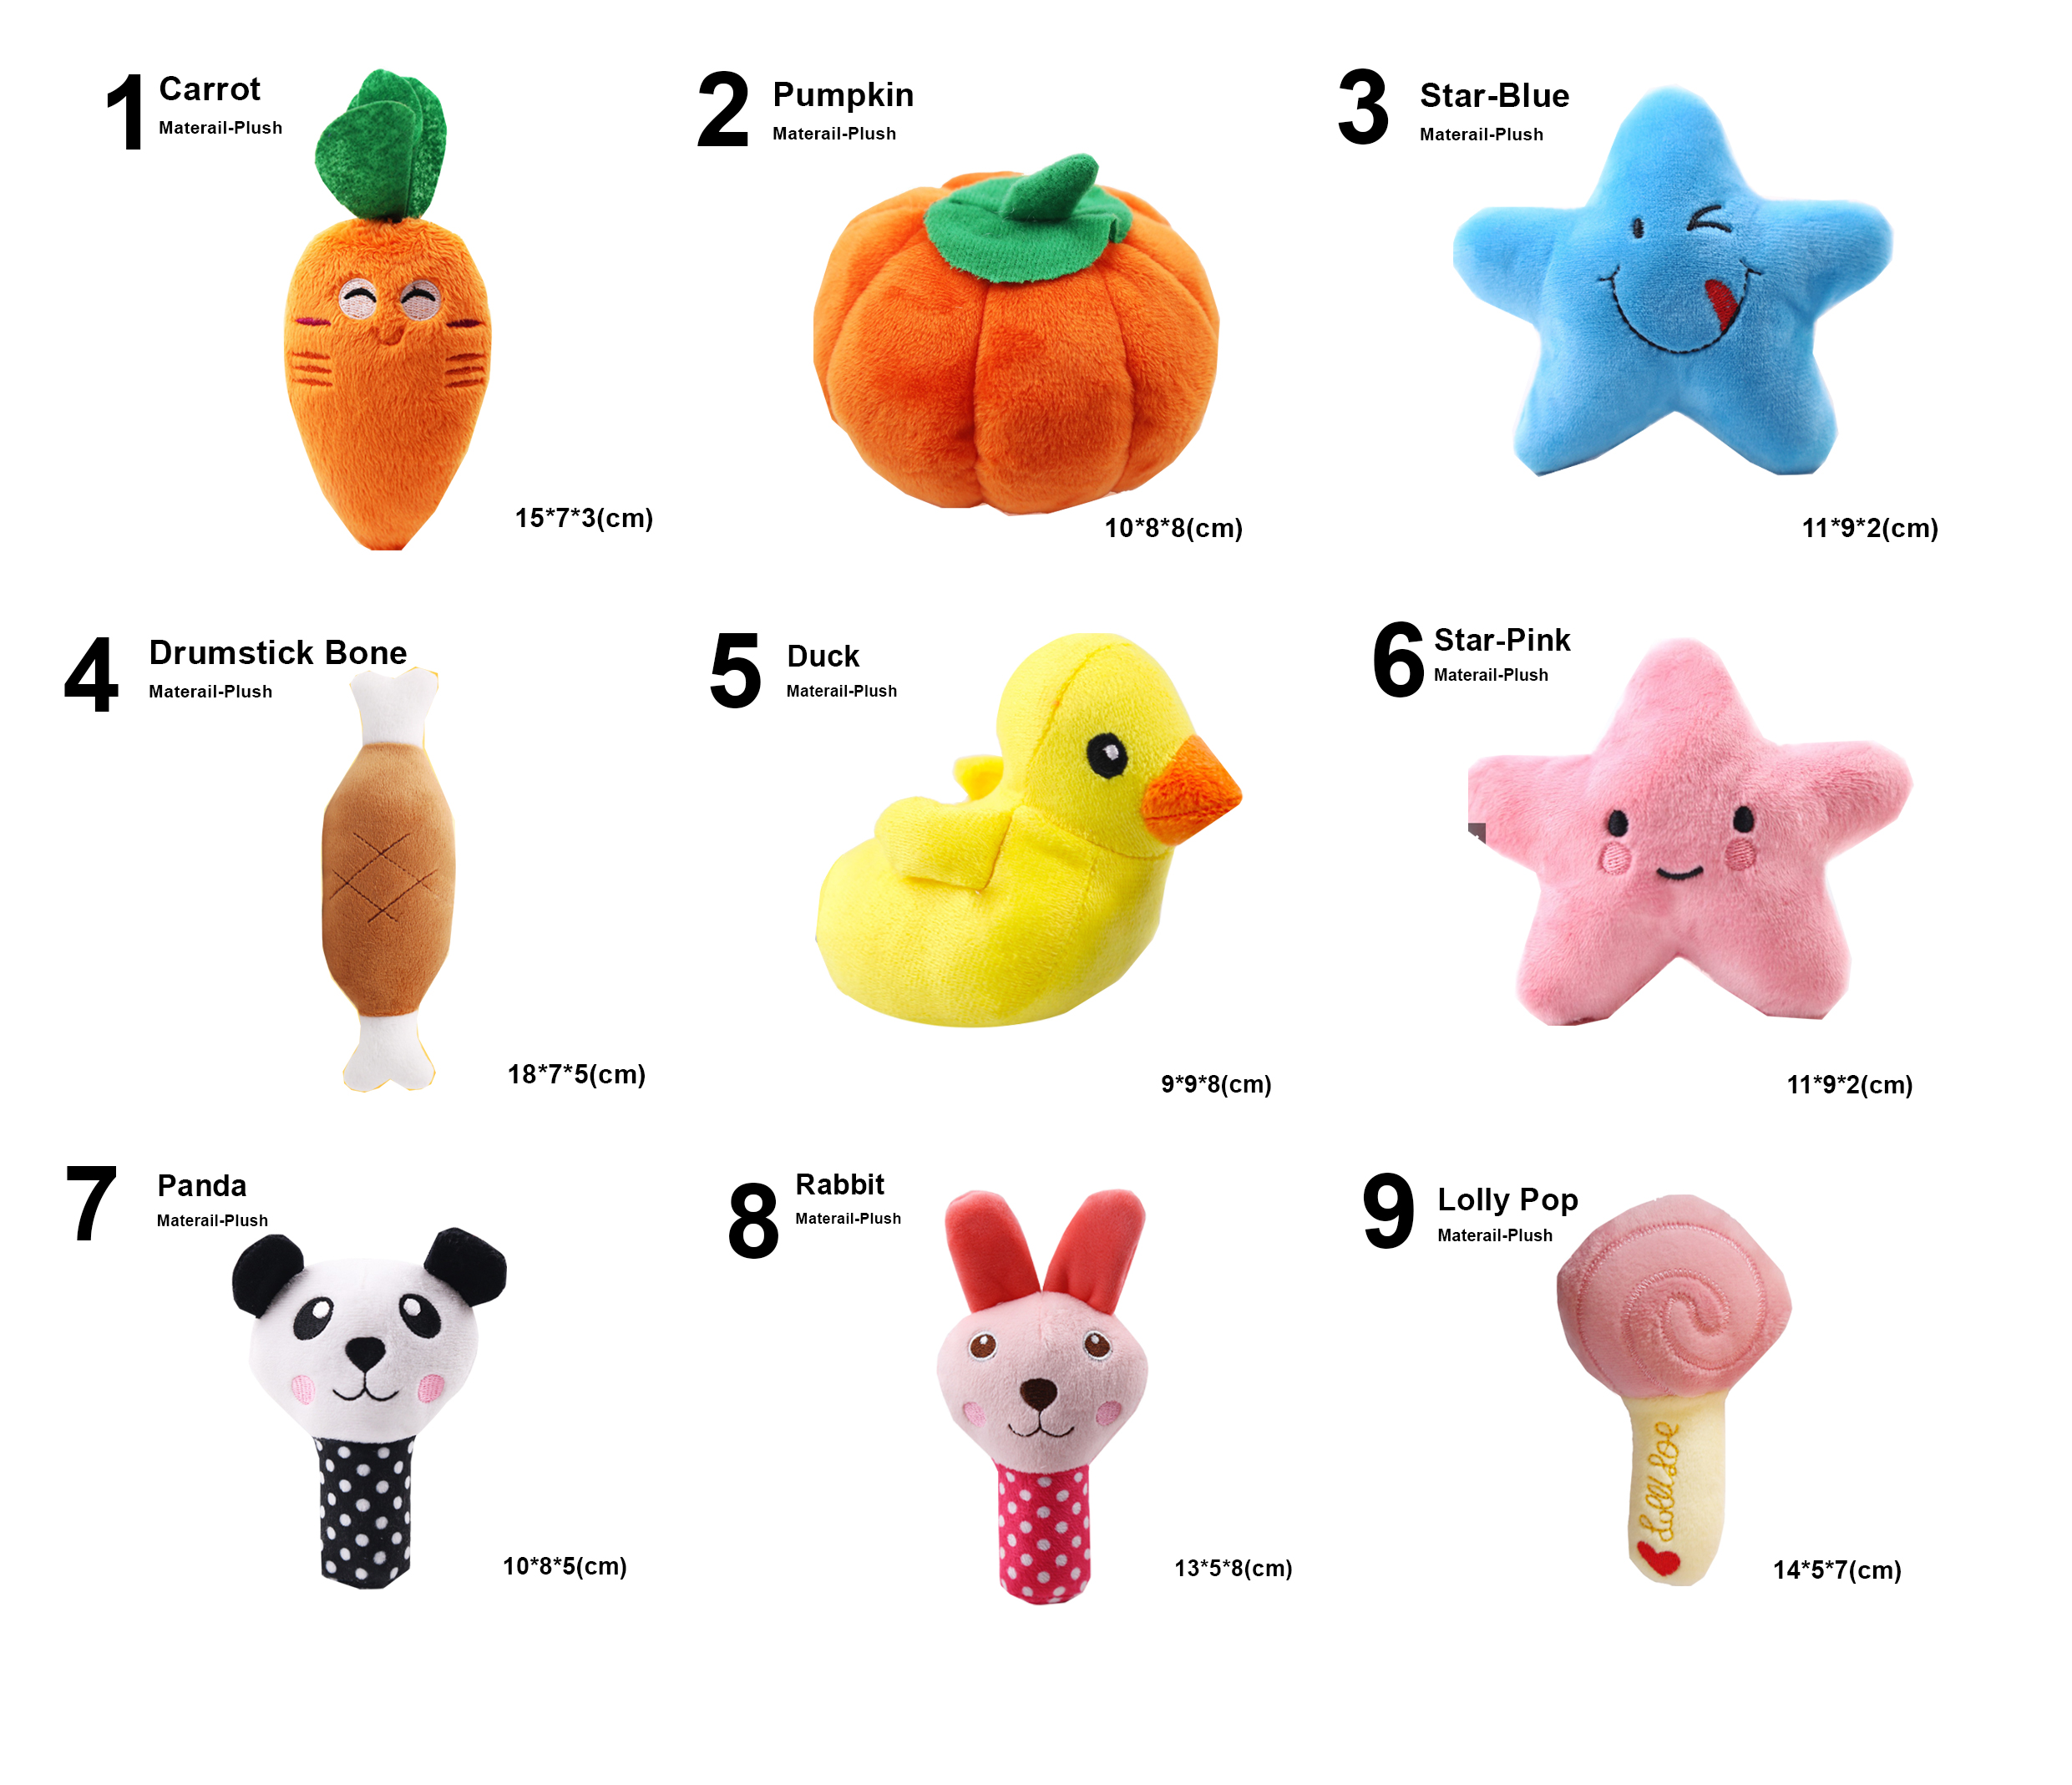 1
Carrot
Materail-Plush
15*7*3(cm)
2
Pumpkin
Materail-Plush
10*8*8(cm)
3
Star-Blue
Materail-Plush
11*9*2(cm)
4
Drumstick Bone
Materail-Plush
18*7*5(cm)
5
Duck
Materail-Plush
9*9*8(cm)
6
Star-Pink
Materail-Plush
11*9*2(cm)
7
Panda
Materail-Plush
10*8*5(cm)
8
Rabbit
Materail-Plush
13*5*8(cm)
9
Lolly Pop
Materail-Plush
14*5*7(cm)